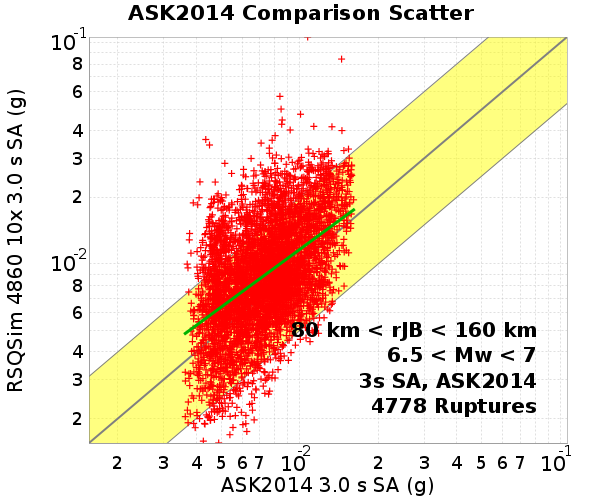 ASK2014 Comparison Scatter
RSQSim 4860 10x 3.0 s SA (g)
10-1
8
6
4
3
2
10-2
8
6
4
3
2
80 km < rJB < 160 km
6.5 < Mw < 7
3s SA, ASK2014
4778 Ruptures
2 3 4 5 6 7 10-2 2 3 4 5 6 7 10-1
ASK2014 3.0 s SA (g)